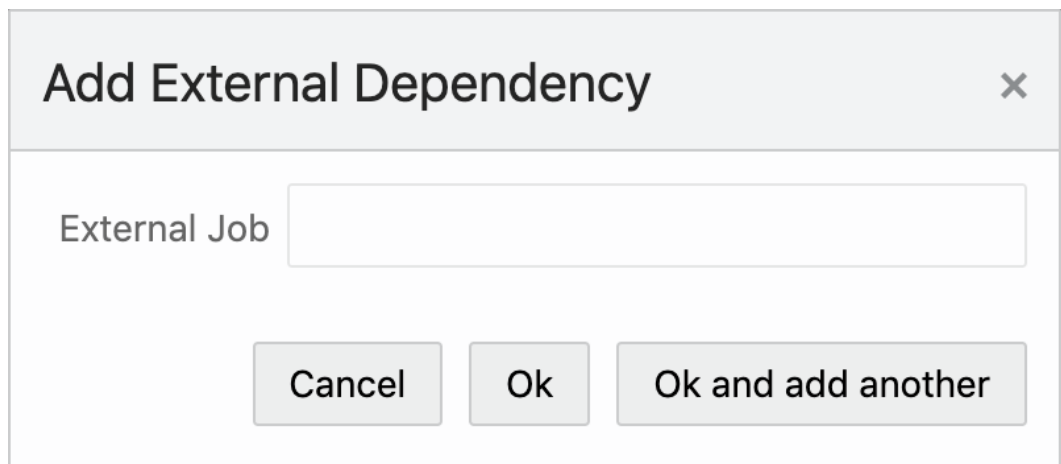 Add External Dependency ×
External Job
Cancel Ok Ok and add another